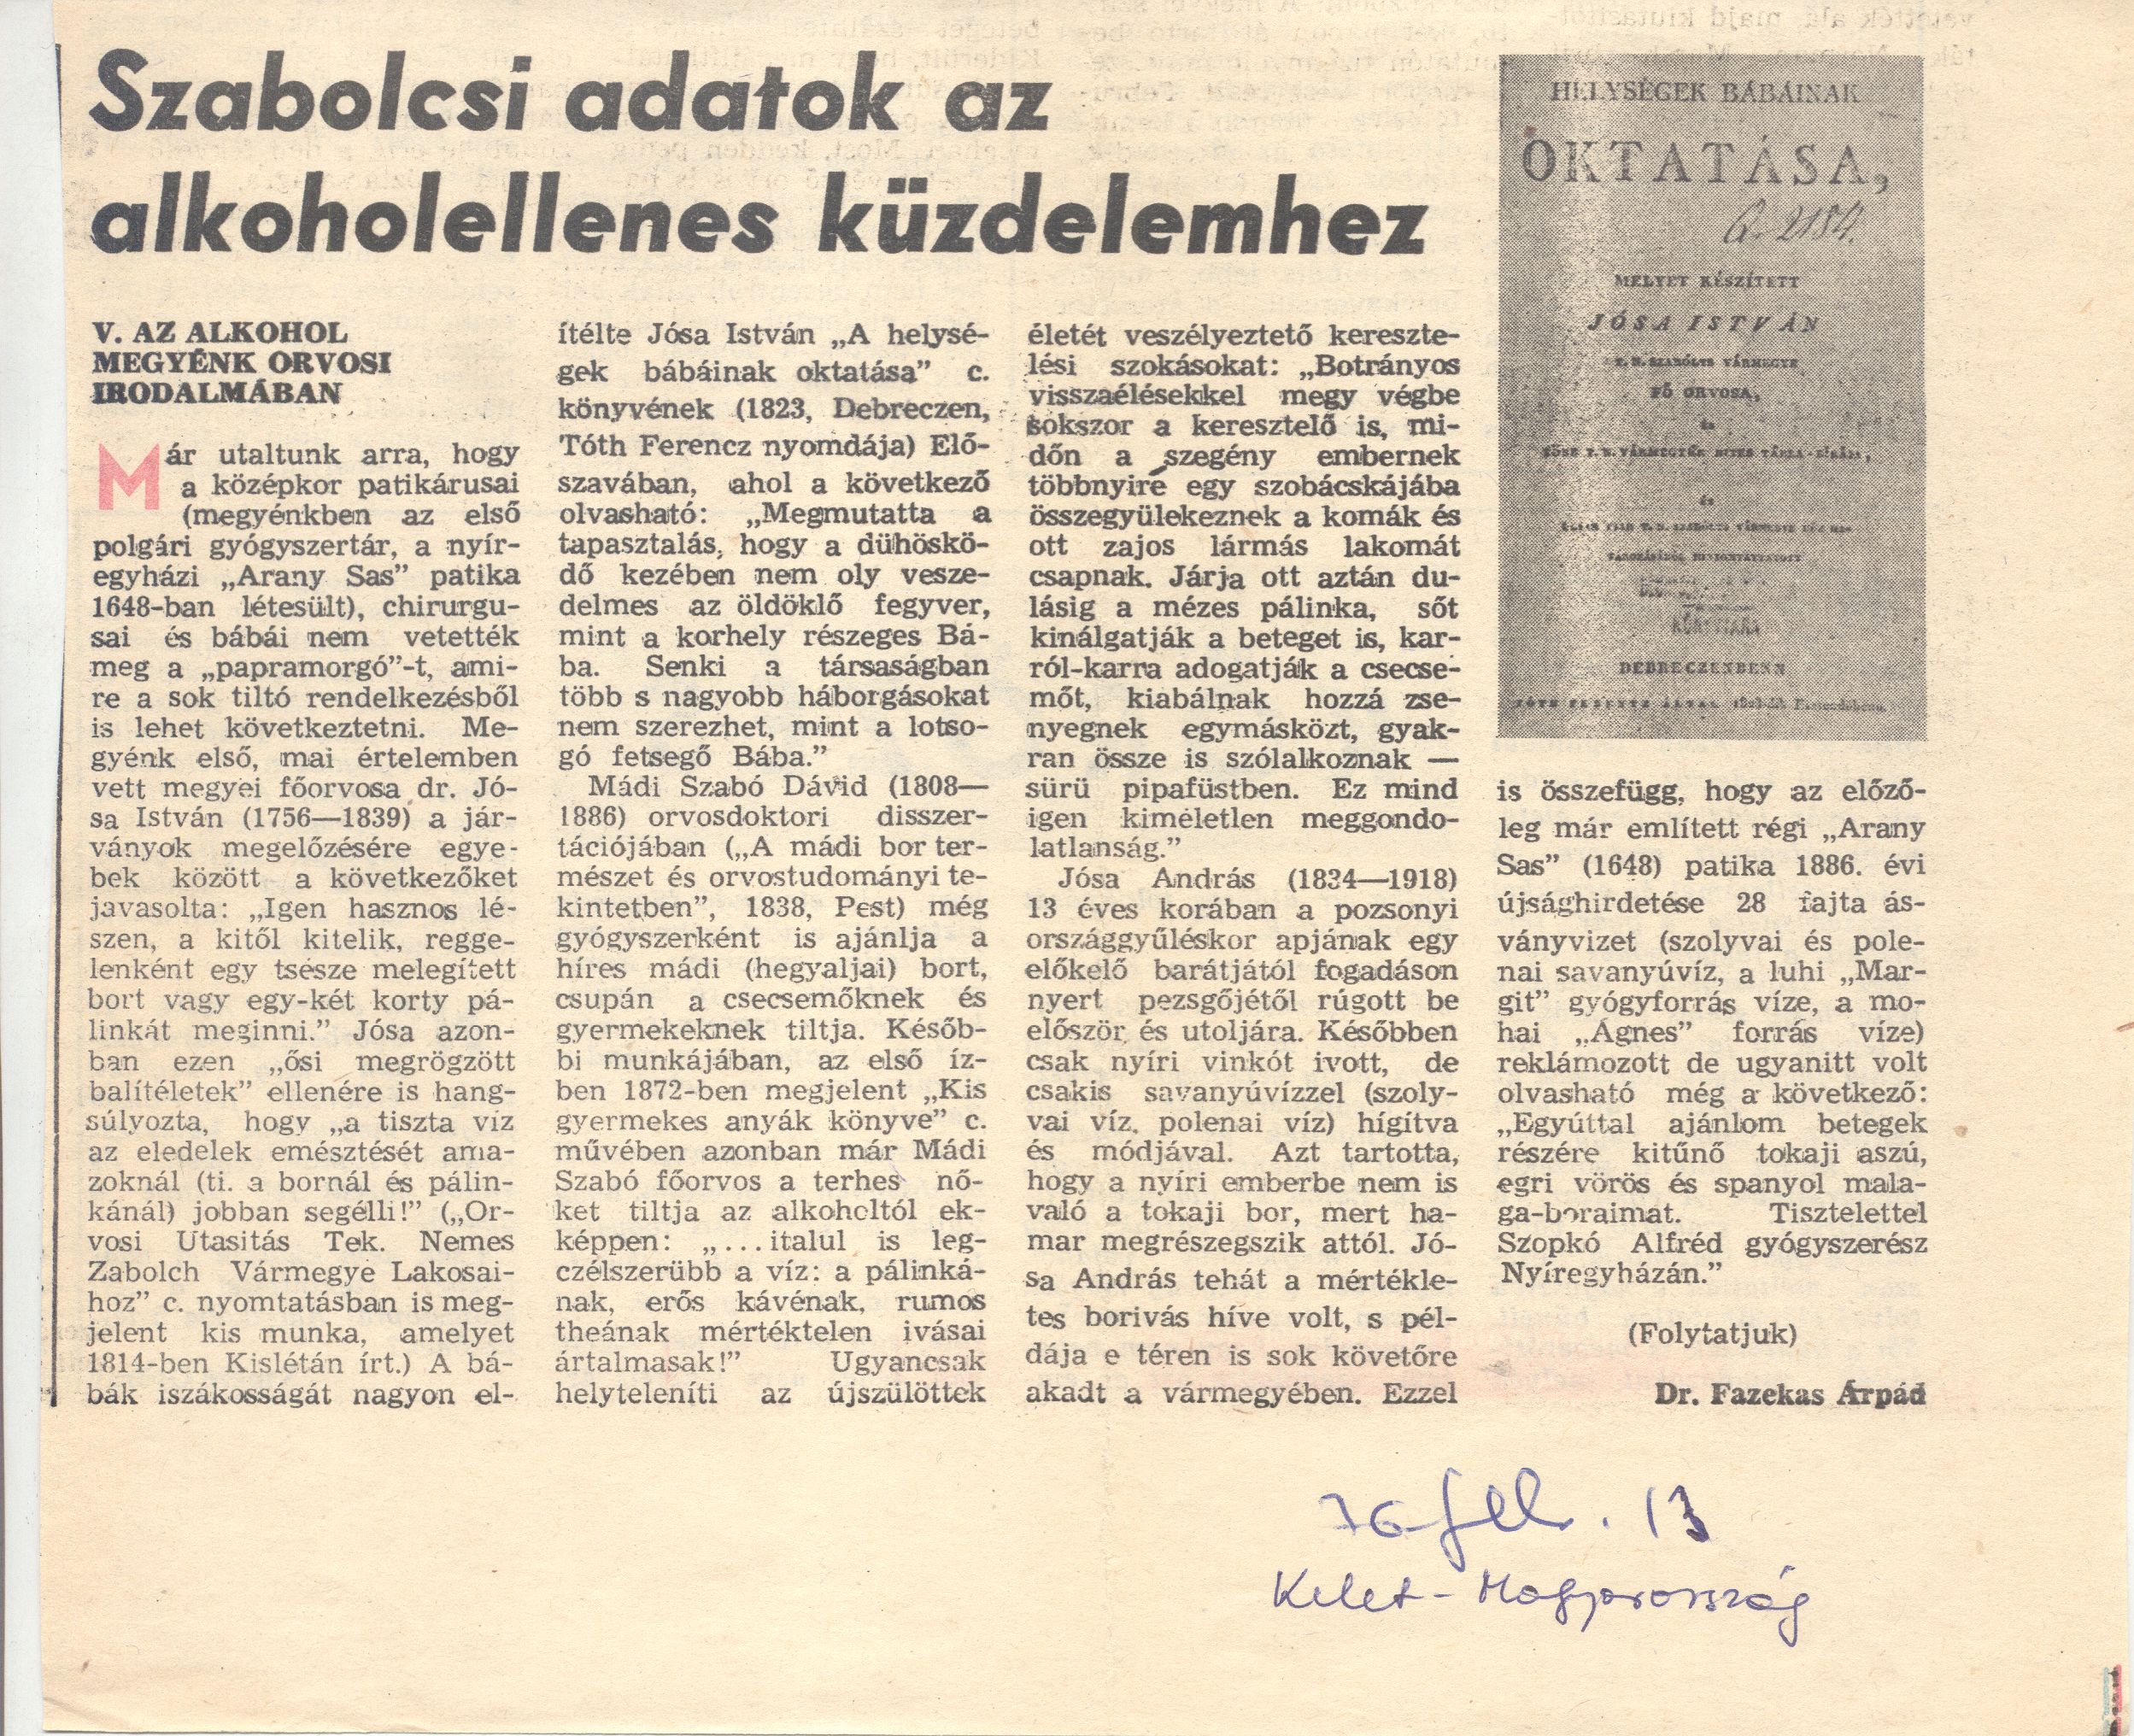 Szabolcsi adatok az
alkoholellenes küzdelemhez
V. AZ ALKOHOL
MEGYÉNK ORVOSI
IRODALMÁBAN
Már utaltunk arra, hogy
a középkor patikárusai
(megyénkben az első
polgári gyógyszertár, a nyír-
egyházi „Arany Sas” patika
1648-ban létesült), chirurgu-
sai és bábái nem vetették
meg a „papramorgó”-t, ami-
re a sok tiltó rendelkezésből
is lehet következtetni. Me-
gyénk első, mai értelemben
vett megyei főorvosa dr. Jó-
sa István (1756—1839) a jár-
ványok megelőzésére egye-
bek között a következőket
javasolta: „Igen hasznos lé-
szen, a kitől kitelik, regge-
lenként egy tsésze melegített
bort vagy egy-két korty pá-
linkát meginni.” Jósa azon-
ban ezen „ősi megrögzött
balítéletek” ellenére is hang-
súlyozta, hogy „a tiszta víz
az eledelek emésztését ama-
zoknál (ti. a bornál és pálin-
kánál) jobban segélli!” („Or-
vosi Utasitás Tek. Nemes
Zabolch Vármegye Lakosai-
hoz” c. nyomtatásban is meg-
jelent kis munka, amelyet
1814-ben Kislétán írt.) A bá-
bák iszákosságát nagyon el-
ítélte Jósa István „A helysé-
gek bábáinak oktatása” c.
könyvének (1823, Debreczen,
Tóth Ferencz nyomdája) Elő-
szavában, ahol a következő
olvasható: „Megmutatta a
tapasztalás, hogy a dühöskö-
dő kezében nem oly vesze-
delmes az öldöklő fegyver,
mint a korhely részeges Bá-
ba. Senki a társaságban
több s nagyobb háborgásokat
nem szerezhet, mint a lotso-
gó fetsegő Bába.”
Mádi Szabó Dávid (1808—
1886) orvosdoktori disszer-
tációjában („A mádi bor ter-
mészet és orvostudományi te-
kintetben”, 1838, Pest) még
gyógyszerként is ajánlja a
híres mádi (hegyaljai) bort,
csupán a csecsemőknek és
gyermekeknek tiltja. Későb-
bi munkájában, az első íz-
ben 1872-ben megjelent „Kis
gyermekes anyák könyve” c.
művében azonban már Mádi
Szabó főorvos a terhes nő-
ket tiltja az alkoholtól ek-
képpen: „...italul is leg-
czélszerübb a víz: a pálinká-
nak, erős kávénak, rumos
theának mértéktelen ivásai
ártalmasak!” Ugyancsak
helyteleníti az újszülöttek
életét veszélyeztető kereszte-
lési szokásokat: „Botrányos
visszaélésekkel megy végbe
sokszor a keresztelő is, mi-
dőn a szegény embernek
többnyire egy szobácskájába
összegyülekeznek a komák és
ott zajos lármás lakomát
csapnak. Járja ott aztán du-
lásig a mézes pálinka, sőt
kinálgatják a beteget is, kar-
ról-karra adogatják a csecse-
mőt, kiabálnak hozzá zse-
nyegnek egymásközt, gyak-
ran össze is szólalkoznak —
sürü pipafüstben. Ez mind
igen kiméletlen meggondo-
latlanság.”
Jósa András (1834—1918)
13 éves korában a pozsonyi
országgyűléskor apjának egy
előkelő barátjától fogadáson
nyert pezsgőjétől rúgott be
először és utoljára. Későbben
csak nyíri vinkót ivott, de
csakis savanyúvízzel (szoly-
vai víz, polenai víz) hígítva
és módjával. Azt tartotta,
hogy a nyíri emberbe nem is
való a tokaji bor, mert ha-
mar megrészegszik attól. Jó-
sa András tehát a mértékle-
tes borivás híve volt, s pél-
dája e téren is sok követőre
akadt a vármegyében. Ezzel
HELYSÉGEK BÁBÁINAK
OKTATÁSA,
MELYET KÉSZÍTETT
JÓSA ISTVÁN
T. N. SZABÓLTS VÁRMEGYE
FŐ ORVOSA,
és
és
KÖNYVTÁRA
DEBRECZENBENN
is összefügg, hogy az előző-
leg már említett régi „Arany
Sas” (1648) patika 1886. évi
újsághirdetése 28 fajta ás-
ványvizet (szolyvai és pole-
nai savanyúvíz, a luhi „Mar-
git” gyógyforrás víze, a mo-
hai „Ágnes” forrás víze)
reklámozott de ugyanitt volt
olvasható még a következő:
„Egyúttal ajánlom betegek
részére kitűnő tokaji aszú,
egri vörös és spanyol mala-
ga-boraimat. Tisztelettel
Szopkó Alfréd gyógyszerész
Nyíregyházán.”
(Folytatjuk)
Dr. Fazekas Árpád
76 feb. 13
Kelet-Magyarország